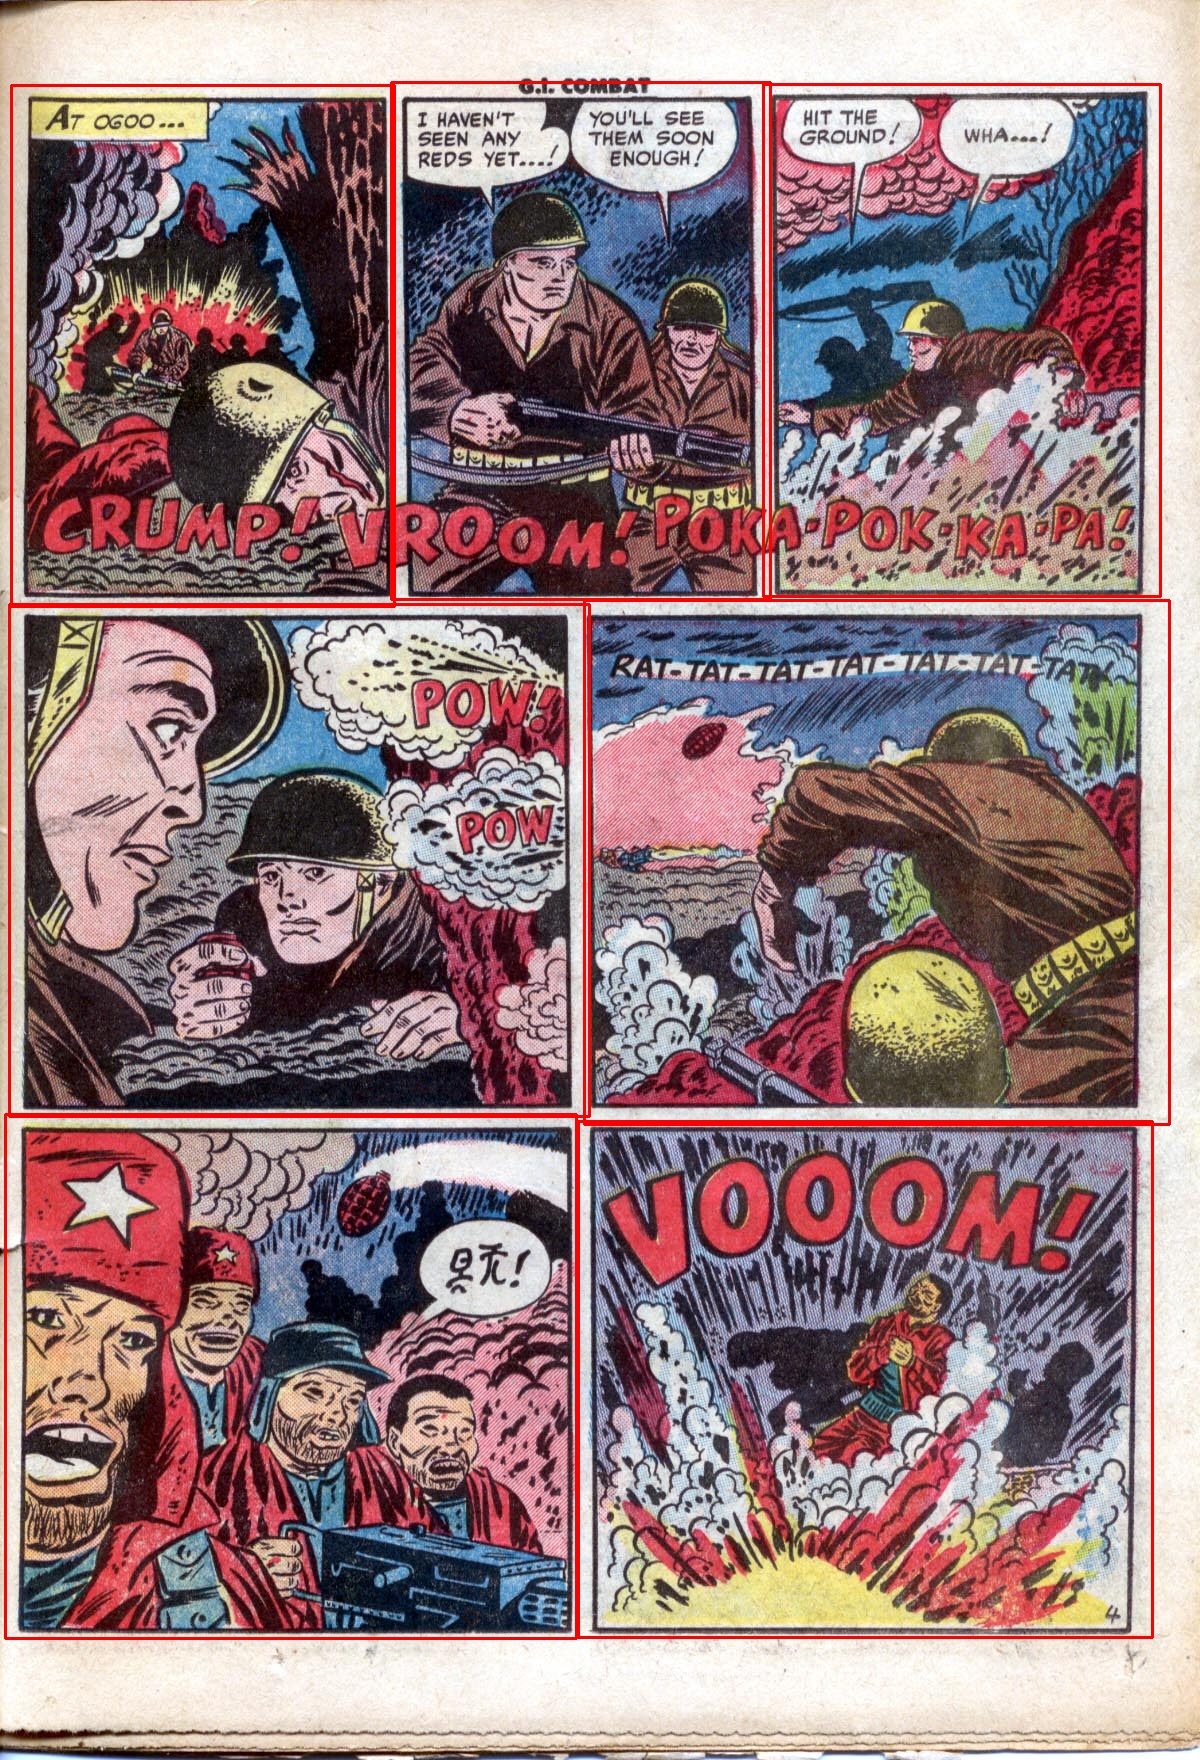 G.I. COMBAT
AT 0600...
I HAVEN'T
SEEN ANY
REDS YET....!
YOU'LL SEE
THEM SOON
ENOUGH!
HIT THE
GROUND!
WHA....!
CRUMP! VROOM! POKA-POK-KA-PA!
POW!
POW
RAT-TAT-TAT-TAT-TAT-TAT-TAT!
VOOOM!
4